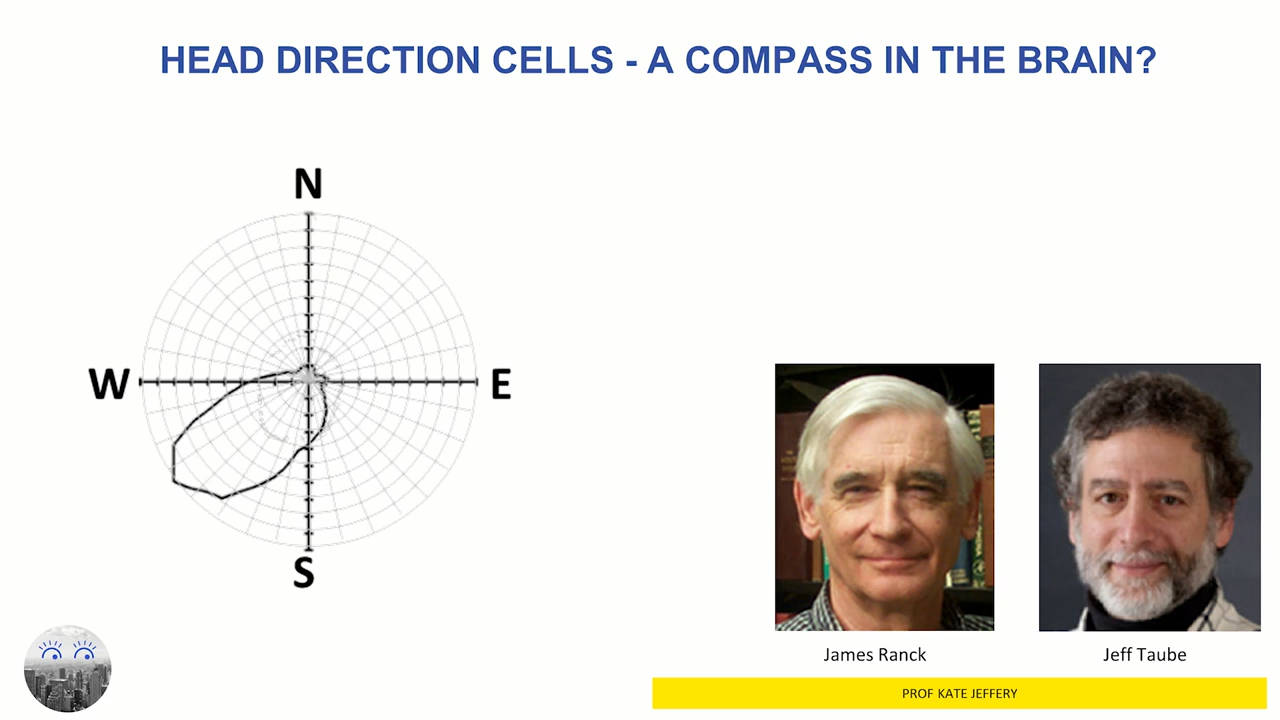 HEAD DIRECTION CELLS - A COMPASS IN THE BRAIN?
N
W
E
S
James Ranck
Jeff Taube
PROF KATE JEFFERY